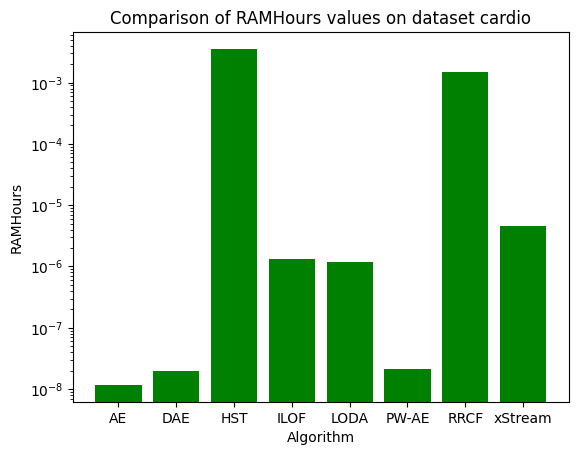 Comparison of RAMHours values on dataset cardio
RAMHours
10⁻³
10⁻⁴
10⁻⁵
10⁻⁶
10⁻⁷
10⁻⁸
AE DAE HST ILOF LODA PW-AE RRCF xStream
Algorithm